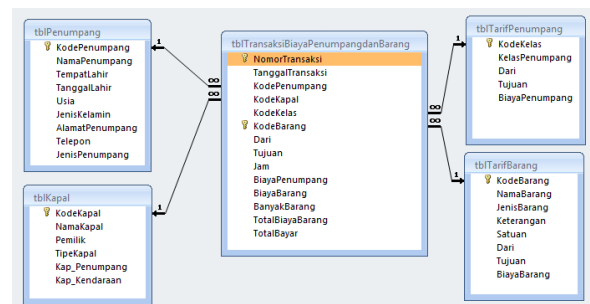 tblPenumpang
KodePenumpang
NamaPenumpang
TempatLahir
TanggalLahir
Usia
JenisKelamin
AlamatPenumpang
Telepon
JenisPenumpang
tblKapal
KodeKapal
NamaKapal
Pemilik
TipeKapal
Kap_Penumpang
Kap_Kendaraan
1
1
∞
∞
tblTransaksiBiayaPenumpangdanBarang
NomorTransaksi
TanggalTransaksi
KodePenumpang
KodeKapal
KodeKelas
KodeBarang
Dari
Tujuan
Jam
BiayaPenumpang
BiayaBarang
BanyakBarang
TotalBiayaBarang
TotalBayar
∞
∞
1
1
tblTarifPenumpang
KodeKelas
KelasPenumpang
Dari
Tujuan
BiayaPenumpang
tblTarifBarang
KodeBarang
NamaBarang
JenisBarang
Keterangan
Satuan
Dari
Tujuan
BiayaBarang